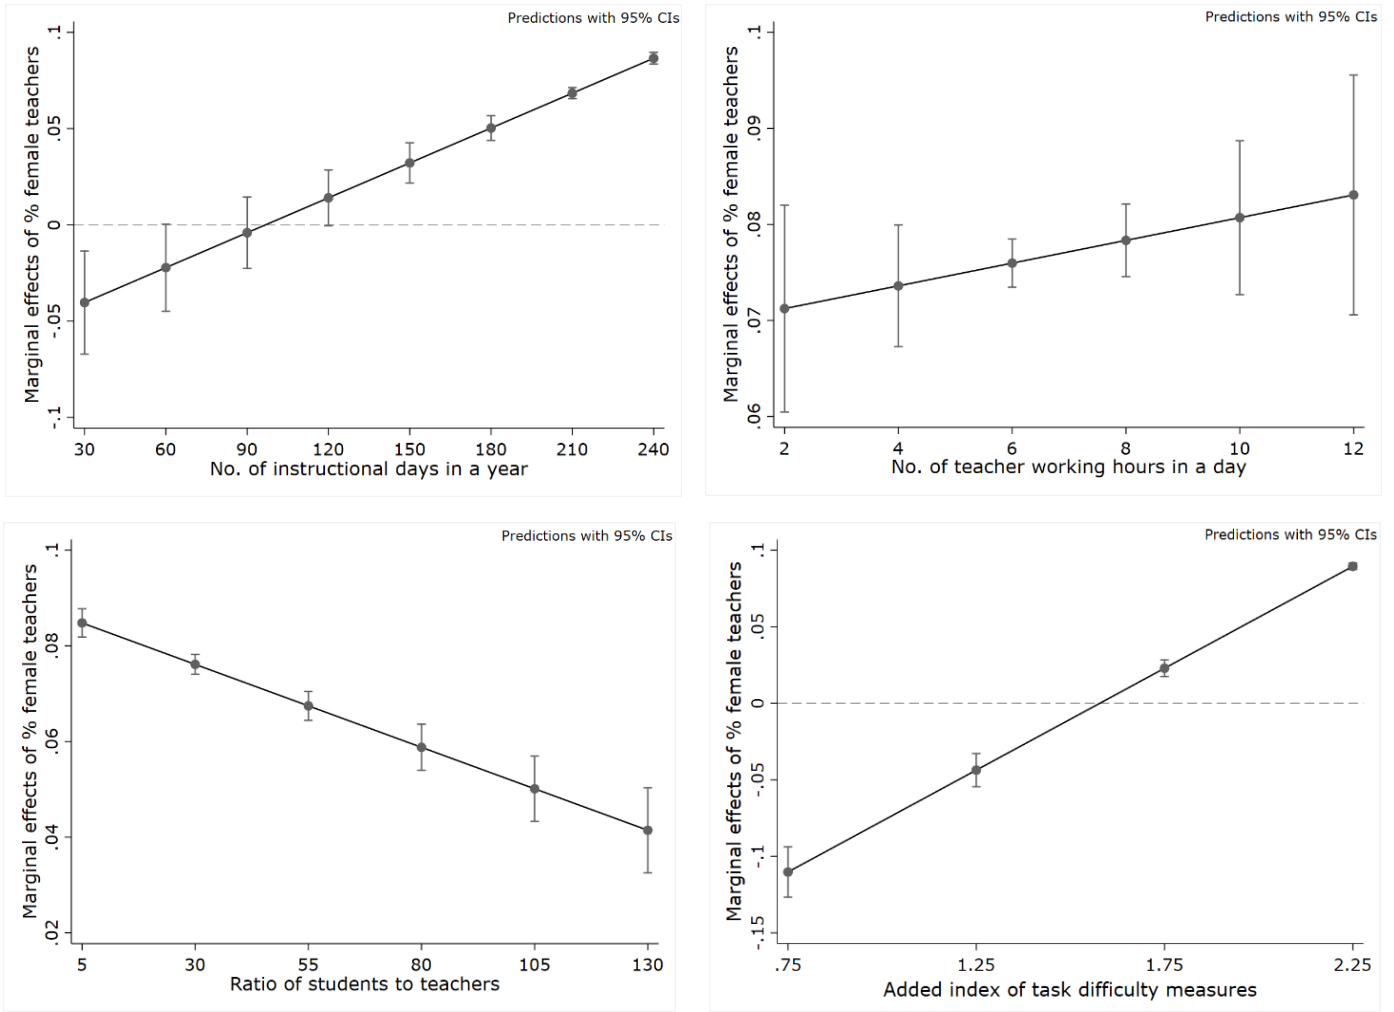 Predictions with 95% CIs
Marginal effects of % female teachers
.1
.05
0
-.05
-.1
30 60 90 120 150 180 210 240
No. of instructional days in a year
Predictions with 95% CIs
Marginal effects of % female teachers
.1
.09
.08
.07
.06
2 4 6 8 10 12
No. of teacher working hours in a day
Predictions with 95% CIs
Marginal effects of % female teachers
.1
.08
.06
.04
.02
5 30 55 80 105 130
Ratio of students to teachers
Predictions with 95% CIs
Marginal effects of % female teachers
.1
.05
0
-.05
-.1
-.15
.75 1.25 1.75 2.25
Added index of task difficulty measures